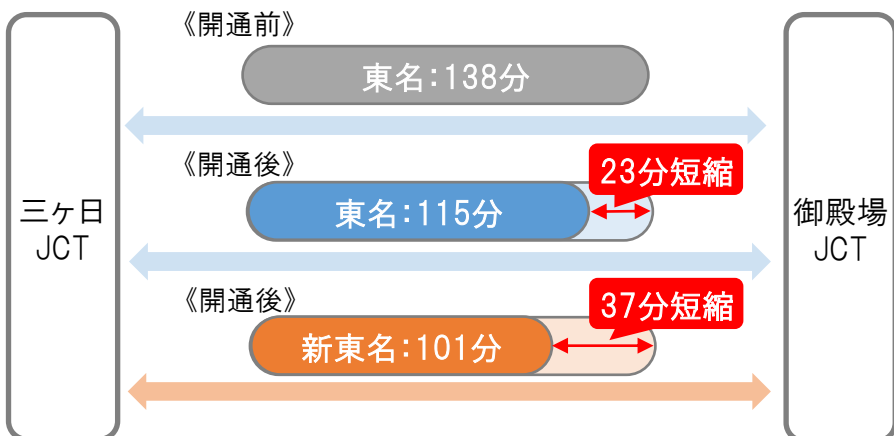 《開通前》
東名:138分
《開通後》
23分短縮
東名:115分
三ヶ日
JCT
御殿場
JCT
《開通後》
37分短縮
新東名:101分